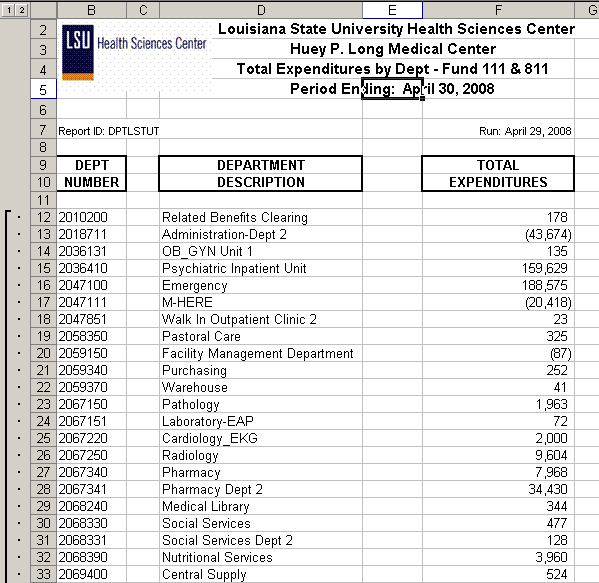 1 2 B C D E F G
2 LSU Health Sciences Center Louisiana State University Health Sciences Center
3 Huey P. Long Medical Center
4 Total Expenditures by Dept - Fund 111 & 811
5 Period Ending: April 30, 2008
6
7 Report ID: DPTLSTUT Run: April 29, 2008
8
9 DEPT DEPARTMENT TOTAL
10 NUMBER DESCRIPTION EXPENDITURES
11
12 2010200 Related Benefits Clearing 178
13 2018711 Administration-Dept 2 (43,674)
14 2036131 OB_GYN Unit 1 135
15 2036410 Psychiatric Inpatient Unit 159,629
16 2047100 Emergency 188,575
17 2047111 M-HERE (20,418)
18 2047851 Walk In Outpatient Clinic 2 23
19 2058350 Pastoral Care 325
20 2059150 Facility Management Department (87)
21 2059340 Purchasing 252
22 2059370 Warehouse 41
23 2067150 Pathology 1,963
24 2067151 Laboratory-EAP 72
25 2067220 Cardiology_EKG 2,000
26 2067250 Radiology 9,604
27 2067340 Pharmacy 7,968
28 2067341 Pharmacy Dept 2 34,430
29 2068240 Medical Library 344
30 2068330 Social Services 477
31 2068331 Social Services Dept 2 128
32 2068390 Nutritional Services 3,960
33 2069400 Central Supply 524